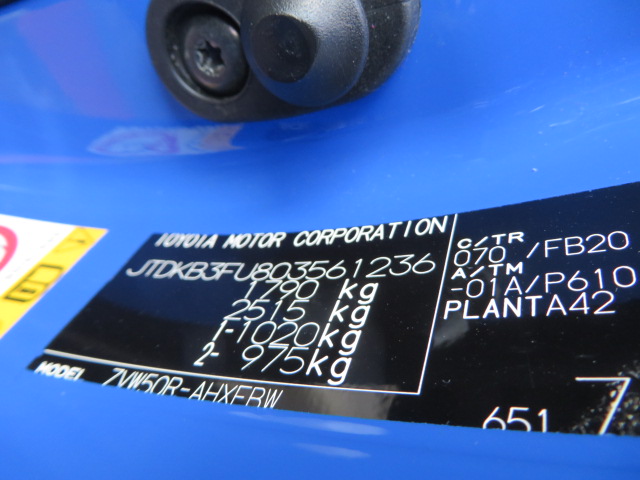 TOYOTA MOTOR CORPORATION
JTDKB3FU803561236
1790 kg
2515 kg
1-1020kg
2- 975kg
C/TR
070 /FB20
A/TM
-01A/P610
PLANTA42
MODEL ZVW50R-AHXEBW
651